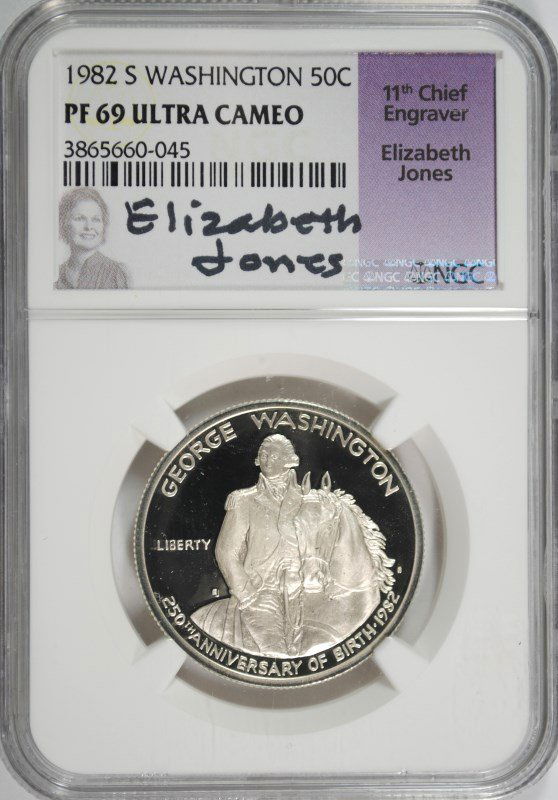 1982 S WASHINGTON 50C
PF 69 ULTRA CAMEO
3865660-045
Elizabeth
Jones
11th Chief
Engraver
Elizabeth
Jones
NGC
GEORGE WASHINGTON
LIBERTY
250TH ANNIVERSARY OF BIRTH·1982